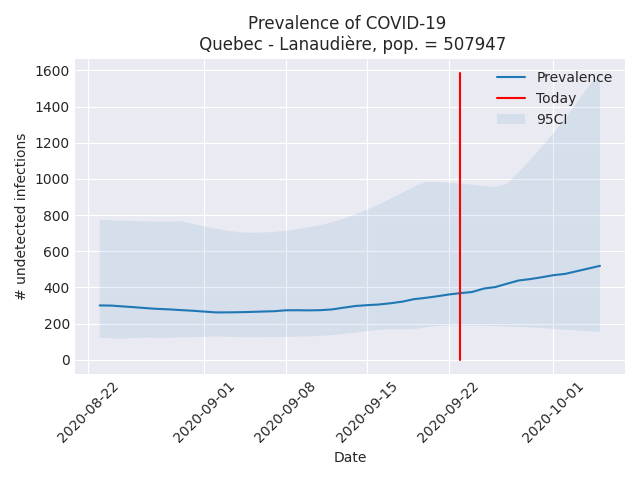 Prevalence of COVID-19
Quebec - Lanaudière, pop. = 507947
Prevalence
Today
95CI
# undetected infections
1600
1400
1200
1000
800
600
400
200
0
2020-08-22
2020-09-01
2020-09-08
2020-09-15
2020-09-22
2020-10-01
Date